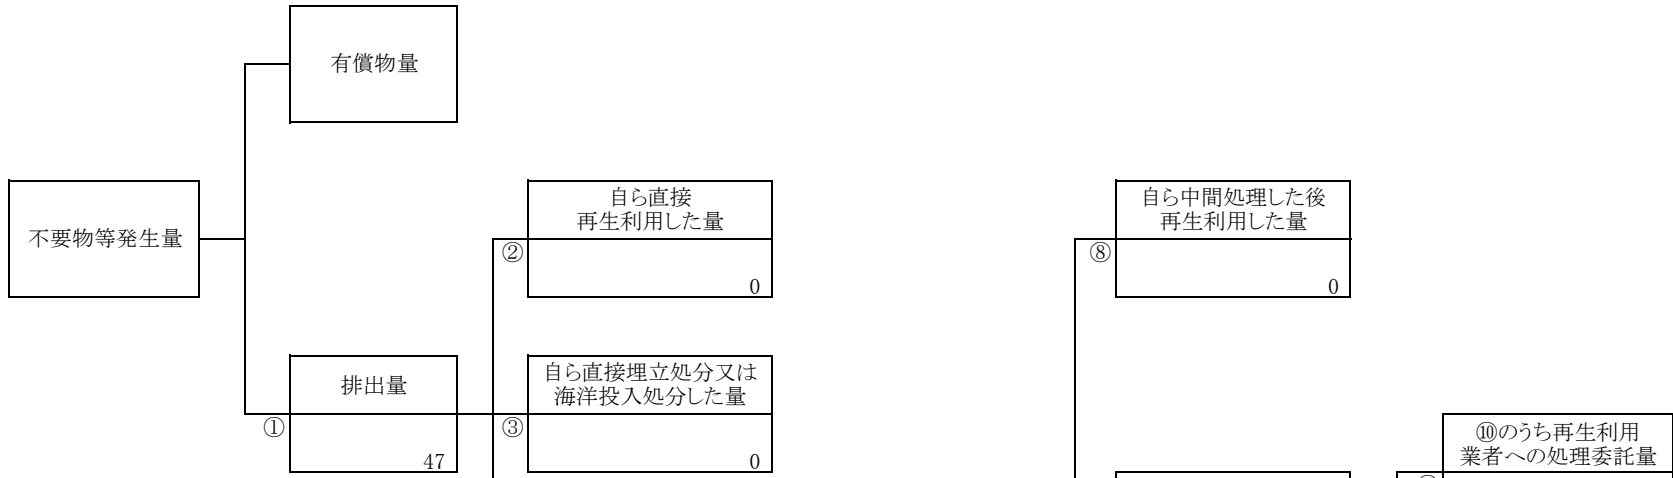 有償物量
不要物等発生量
自ら直接
再生利用した量
②
0
自ら中間処理した後
再生利用した量
⑧
0
排出量
①
47
自ら直接埋立処分又は
海洋投入処分した量
③
0
⑩のうち再生利用
業者への処理委託量